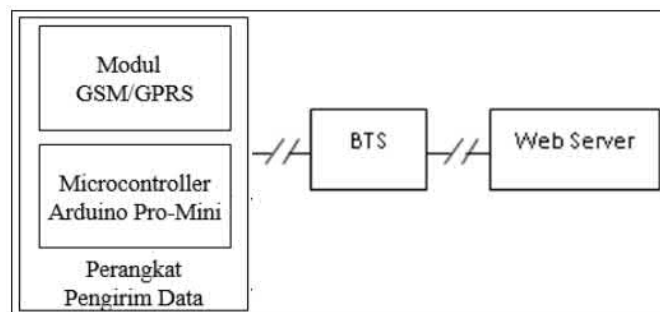 Modul
GSM/GPRS
Microcontroller
Arduino Pro-Mini
Perangkat
Pengirim Data
BTS
Web Server